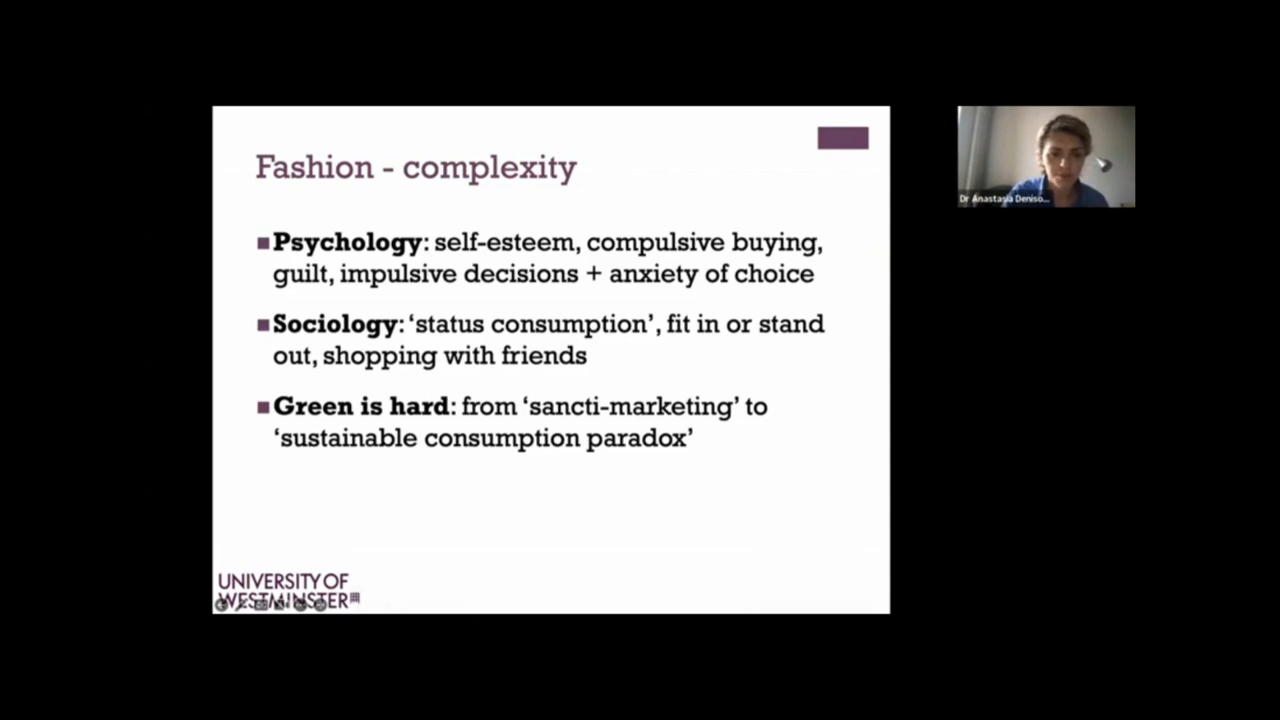 Fashion - complexity
Psychology: self-esteem, compulsive buying,
guilt, impulsive decisions + anxiety of choice
Sociology: ‘status consumption’, fit in or stand
out, shopping with friends
Green is hard: from ‘sancti-marketing’ to
‘sustainable consumption paradox’
UNIVERSITY OF
WESTMINSTER
Dr Anastasia Deniso...